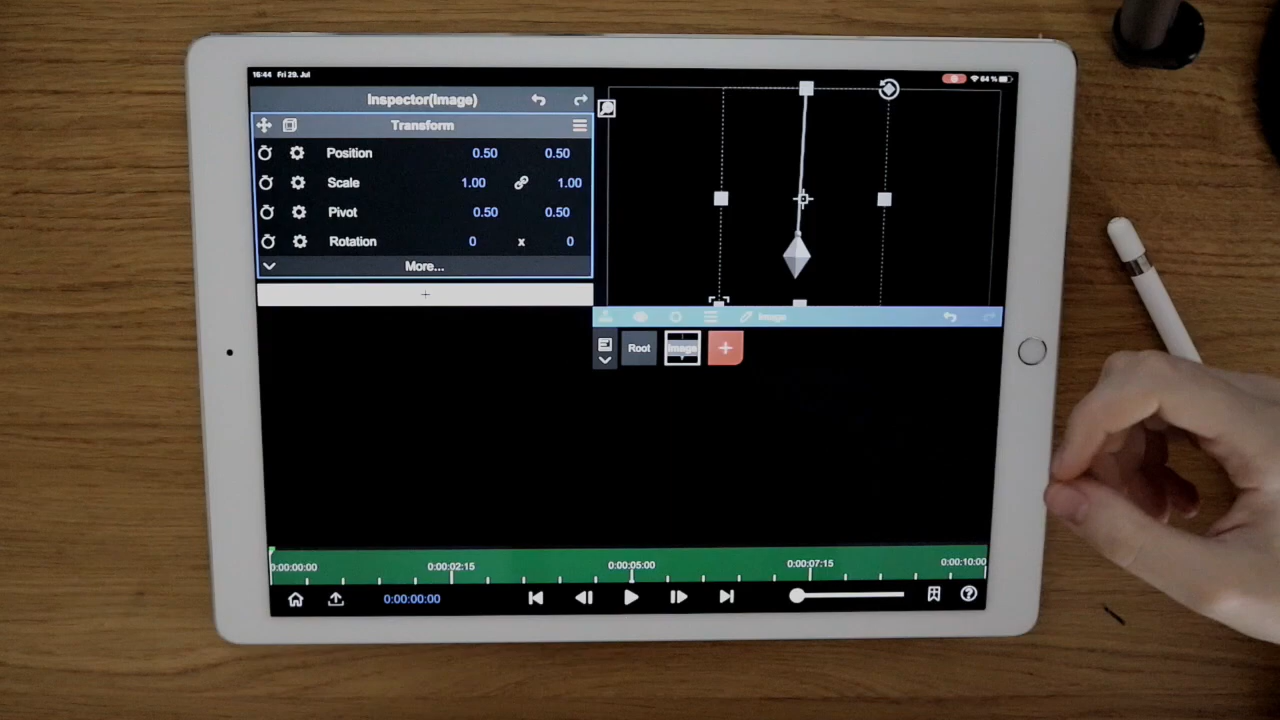 16:44 Fri 29. Jul
64 %
Inspector(Image)
Transform
Position 0.50 0.50
Scale 1.00 1.00
Pivot 0.50 0.50
Rotation 0 x 0
More...
+
Image
Root Image +
0:00:00:00 0:00:02:15 0:00:05:00 0:00:07:15 0:00:10:00
0:00:00:00
?